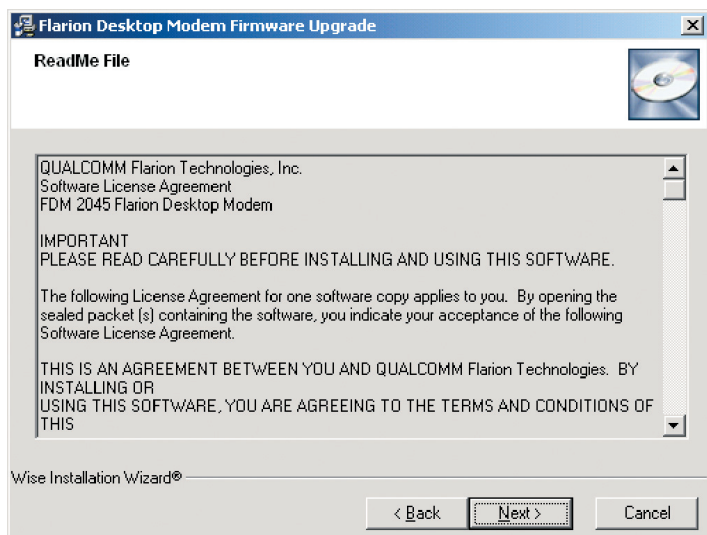 Flarion Desktop Modem Firmware Upgrade
ReadMe File
QUALCOMM Flarion Technologies, Inc.
Software License Agreement
FDM 2045 Flarion Desktop Modem
IMPORTANT
PLEASE READ CAREFULLY BEFORE INSTALLING AND USING THIS SOFTWARE.
The following License Agreement for one software copy applies to you.  By opening the
sealed packet (s) containing the software, you indicate your acceptance of the following
Software License Agreement.
THIS IS AN AGREEMENT BETWEEN YOU AND QUALCOMM Flarion Technologies.  BY
INSTALLING OR
USING THIS SOFTWARE, YOU ARE AGREEING TO THE TERMS AND CONDITIONS OF
THIS
Wise Installation Wizard®
< Back
Next >
Cancel